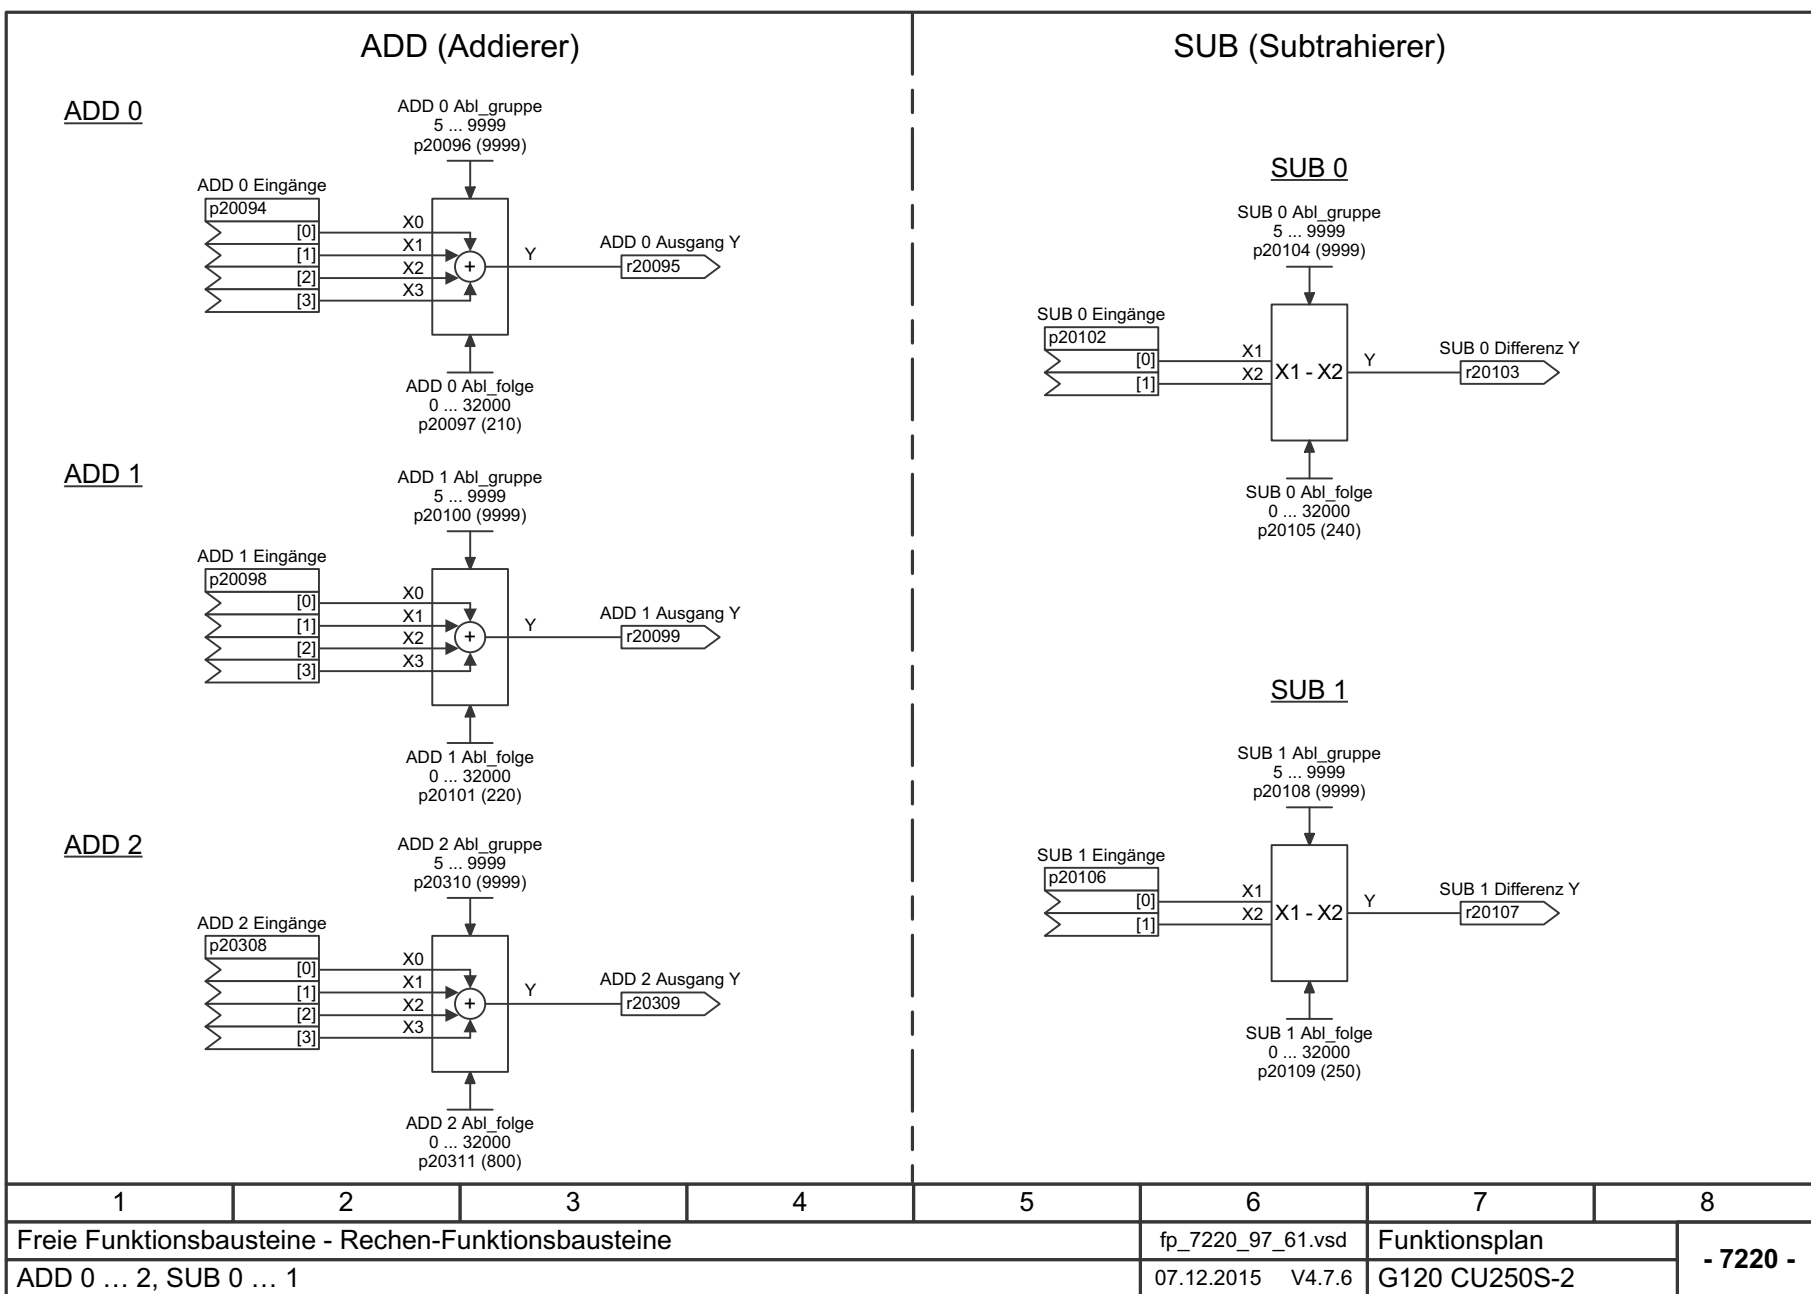 ADD (Addierer)
ADD 0
ADD 0 Abl_gruppe
5 ... 9999
p20096 (9999)
ADD 0 Eingänge
p20094
[0]
[1]
[2]
[3]
X0
X1
X2
X3
+
Y
ADD 0 Ausgang Y
r20095
ADD 0 Abl_folge
0 ... 32000
p20097 (210)
ADD 1
ADD 1 Abl_gruppe
5 ... 9999
p20100 (9999)
ADD 1 Eingänge
p20098
[0]
[1]
[2]
[3]
X0
X1
X2
X3
+
Y
ADD 1 Ausgang Y
r20099
ADD 1 Abl_folge
0 ... 32000
p20101 (220)
ADD 2
ADD 2 Abl_gruppe
5 ... 9999
p20310 (9999)
ADD 2 Eingänge
p20308
[0]
[1]
[2]
[3]
X0
X1
X2
X3
+
Y
ADD 2 Ausgang Y
r20309
ADD 2 Abl_folge
0 ... 32000
p20311 (800)
SUB (Subtrahierer)
SUB 0
SUB 0 Abl_gruppe
5 ... 9999
p20104 (9999)
SUB 0 Eingänge
p20102
[0]
[1]
X1
X2
X1 - X2
Y
SUB 0 Differenz Y
r20103
SUB 0 Abl_folge
0 ... 32000
p20105 (240)
SUB 1
SUB 1 Abl_gruppe
5 ... 9999
p20108 (9999)
SUB 1 Eingänge
p20106
[0]
[1]
X1
X2
X1 - X2
Y
SUB 1 Differenz Y
r20107
SUB 1 Abl_folge
0 ... 32000
p20109 (250)
1 2 3 4 5 6 7 8
Freie Funktionsbausteine - Rechen-Funktionsbausteine
fp_7220_97_61.vsd
Funktionsplan
- 7220 -
ADD 0 … 2, SUB 0 … 1
07.12.2015 V4.7.6
G120 CU250S-2